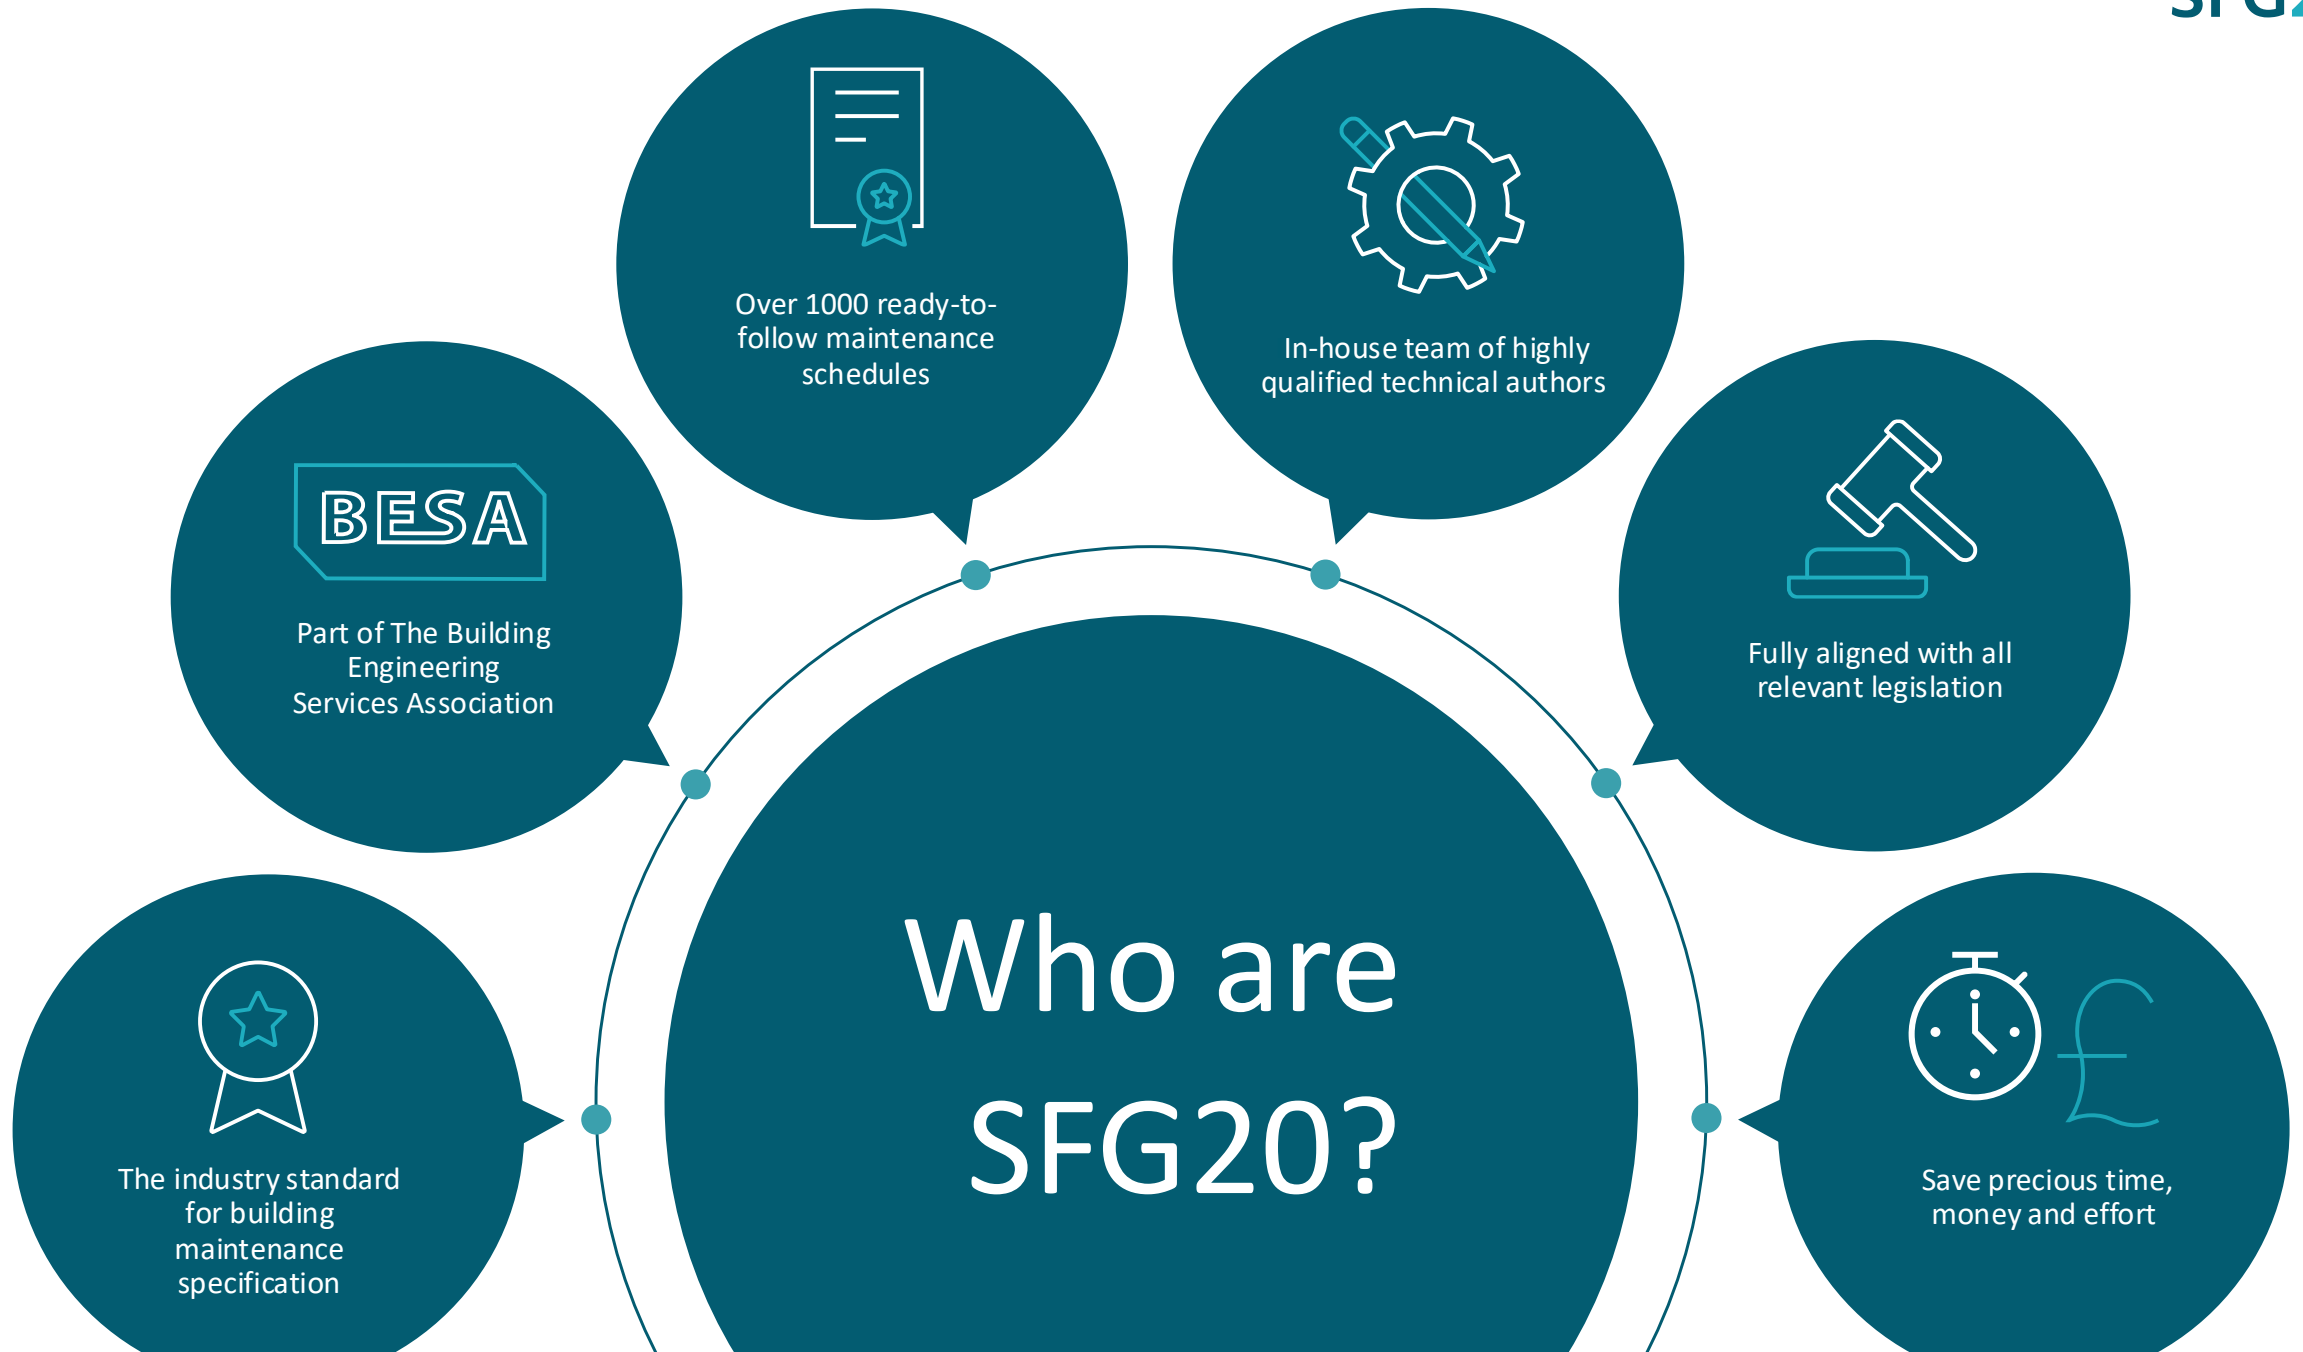 Over 1000 ready-to-
follow maintenance
schedules
In-house team of highly
qualified technical authors
BESA
Part of The Building
Engineering
Services Association
Fully aligned with all
relevant legislation
Who are
SFG20?
The industry standard
for building
maintenance
specification
Save precious time,
money and effort